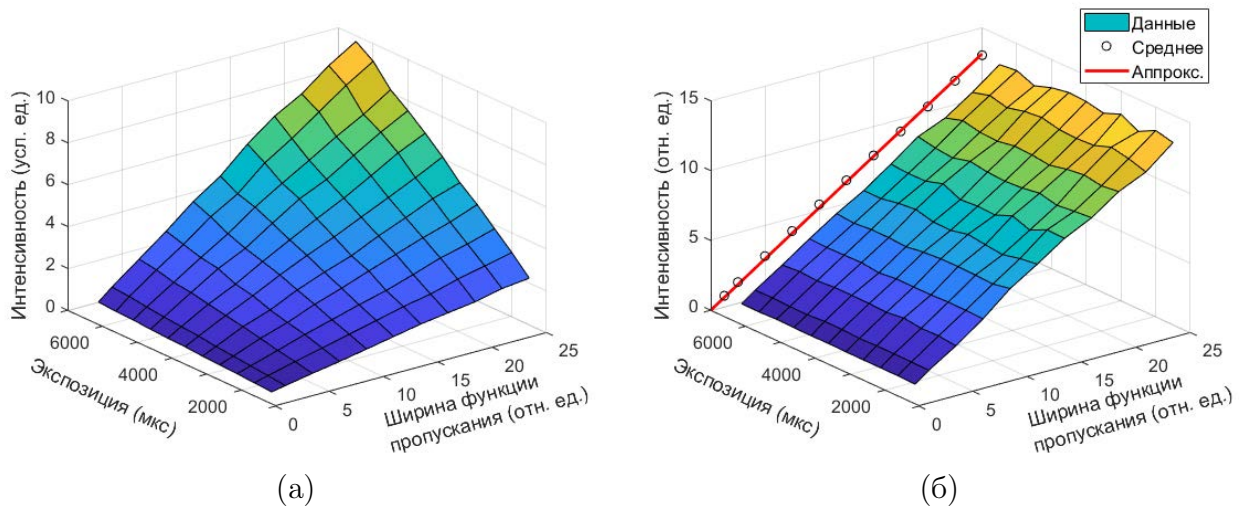 Интенсивность (усл. ед.)
10
8
6
4
2
0
6000
4000
2000
Экспозиция (мкс)
0
5
10
15
20
25
Ширина функции
пропускания (отн. ед.)
(а)
Данные
Среднее
Аппрокс.
Интенсивность (отн. ед.)
15
10
5
0
6000
4000
2000
Экспозиция (мкс)
0
5
10
15
20
25
Ширина функции
пропускания (отн. ед.)
(б)